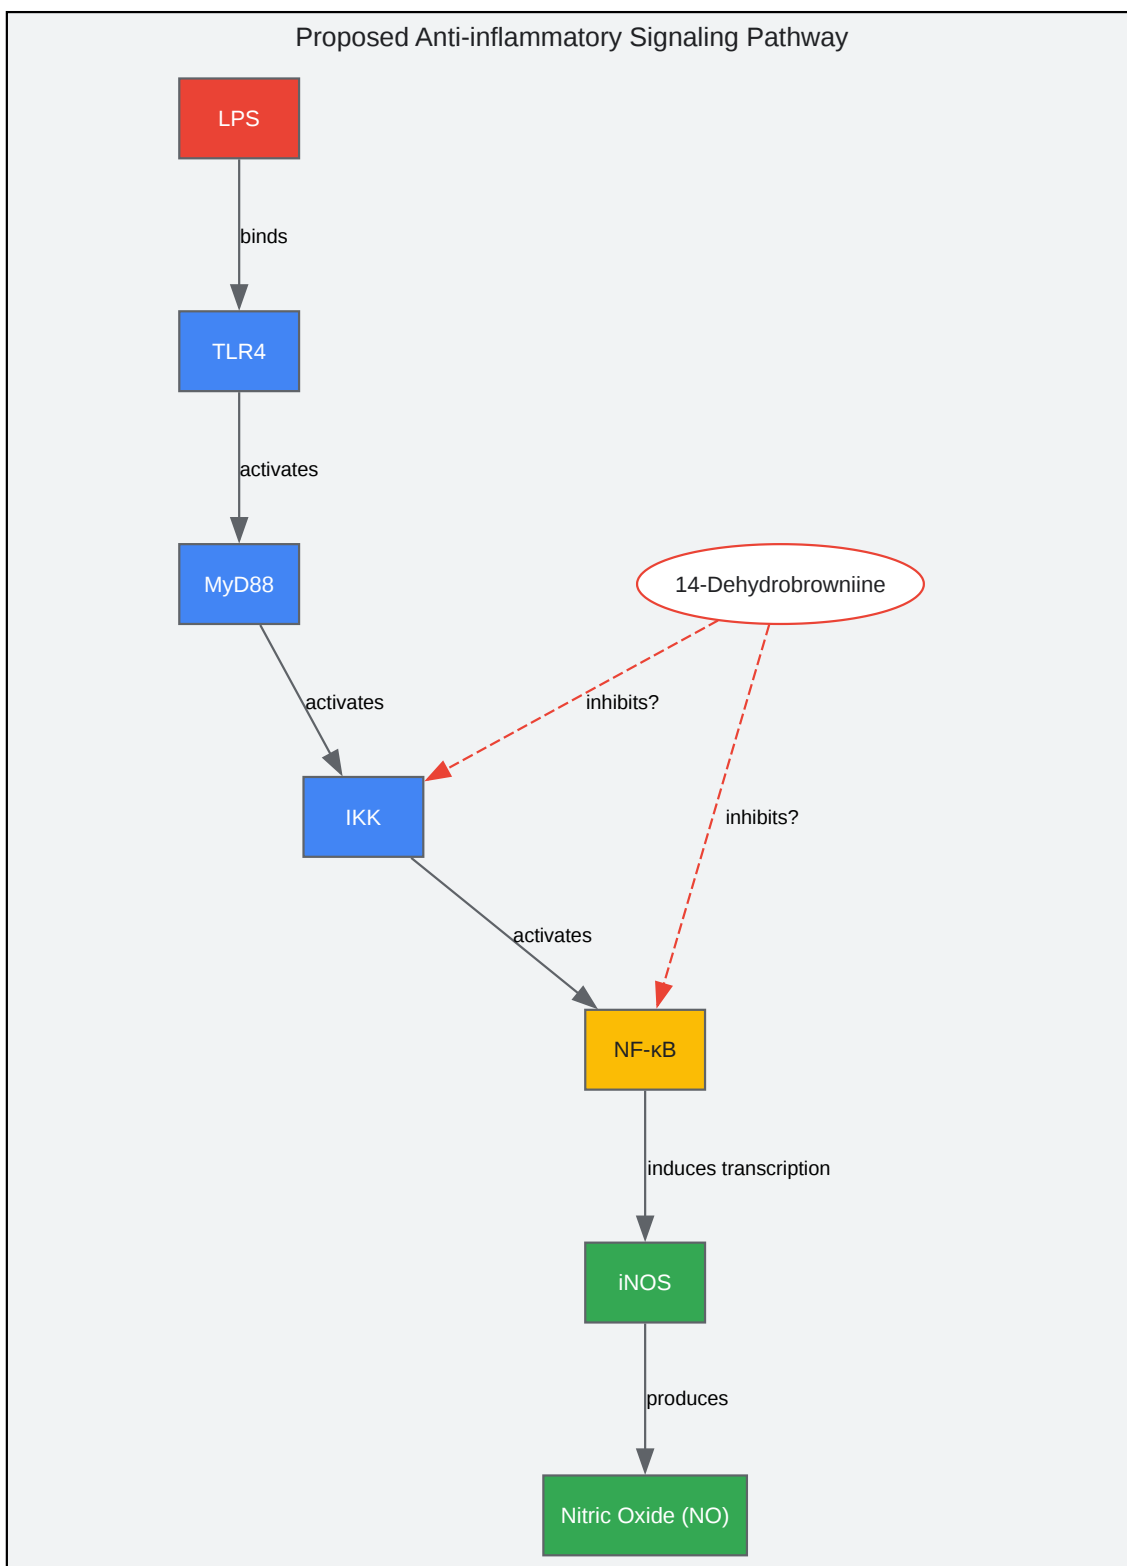 Proposed Anti-inflammatory Signaling Pathway
LPS
binds
TLR4
activates
MyD88
14-Dehydrobrowniine
activates
inhibits?
IKK
inhibits?
activates
NF-κB
induces transcription
iNOS
produces
Nitric Oxide (NO)